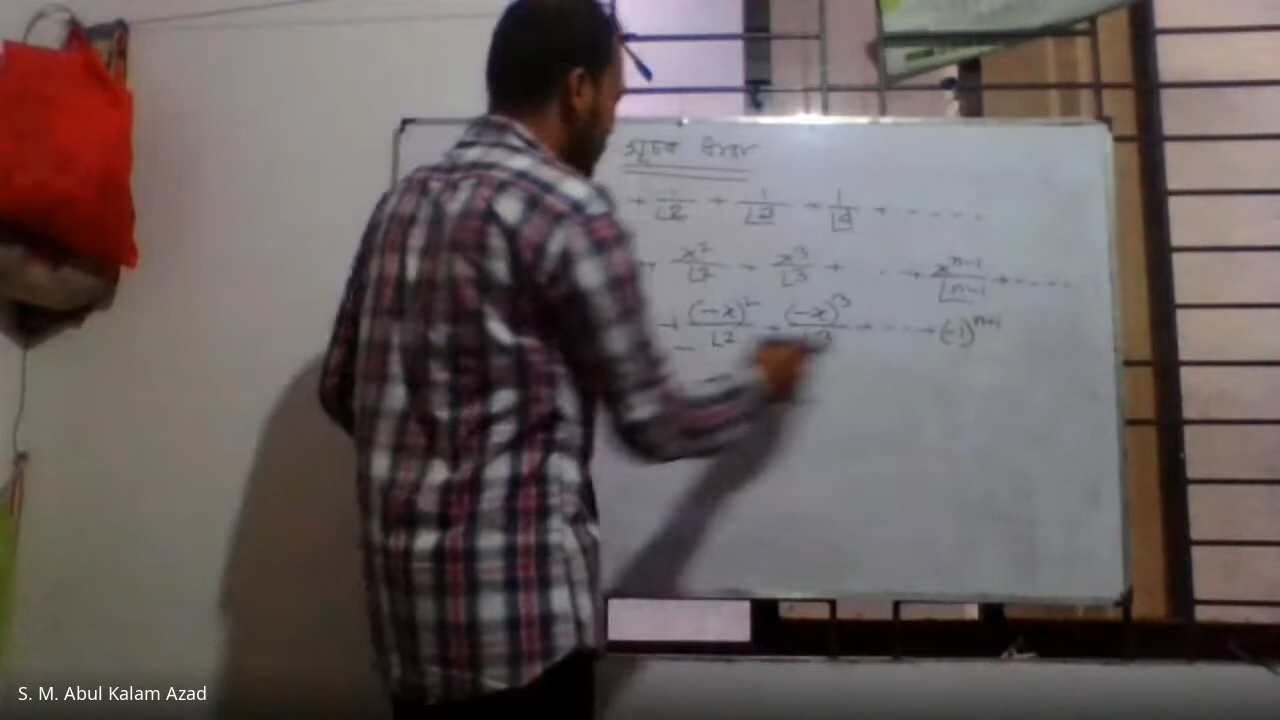 সূচক ধারা
+ 1/⌊2 + 1/⌊3 + 1/⌊4 + ------
+ x²/⌊2 + x³/⌊3 + ... + xⁿ⁻¹/⌊n-1 + ------
+ (-x)²/⌊2 + (-x)³/⌊3 + ---- + (-1)ⁿ⁺¹
S. M. Abul Kalam Azad